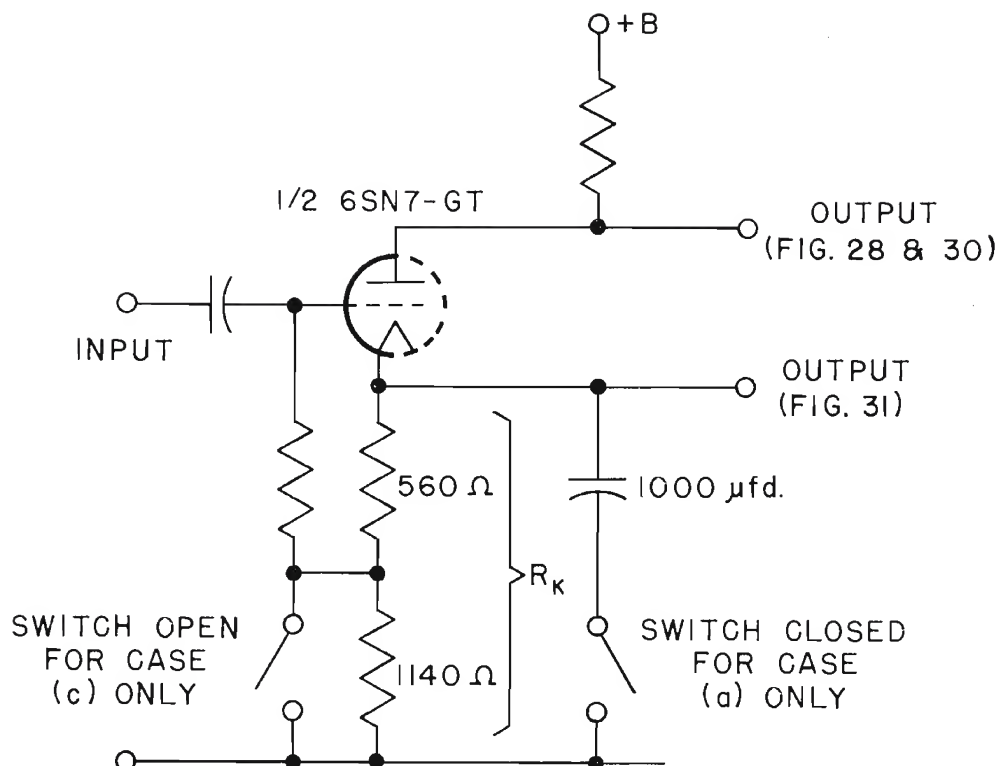 +B
1/2 6SN7-GT
OUTPUT
(FIG. 28 & 30)
INPUT
OUTPUT
(FIG. 31)
560 Ω
1000 µfd.
RK
SWITCH OPEN
FOR CASE
(c) ONLY
1140 Ω
SWITCH CLOSED
FOR CASE
(a) ONLY